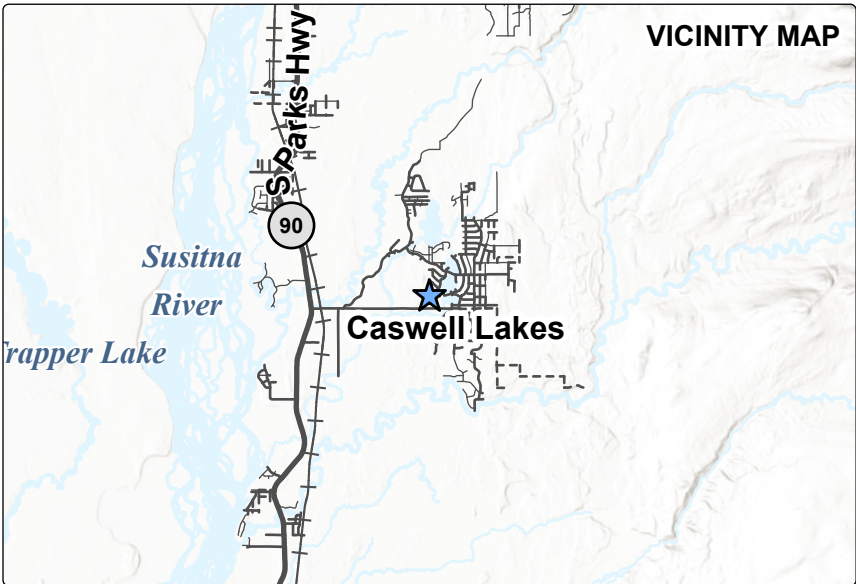 VICINITY MAP
S Parks Hwy
90
Susitna
River
Trapper Lake
Caswell Lakes